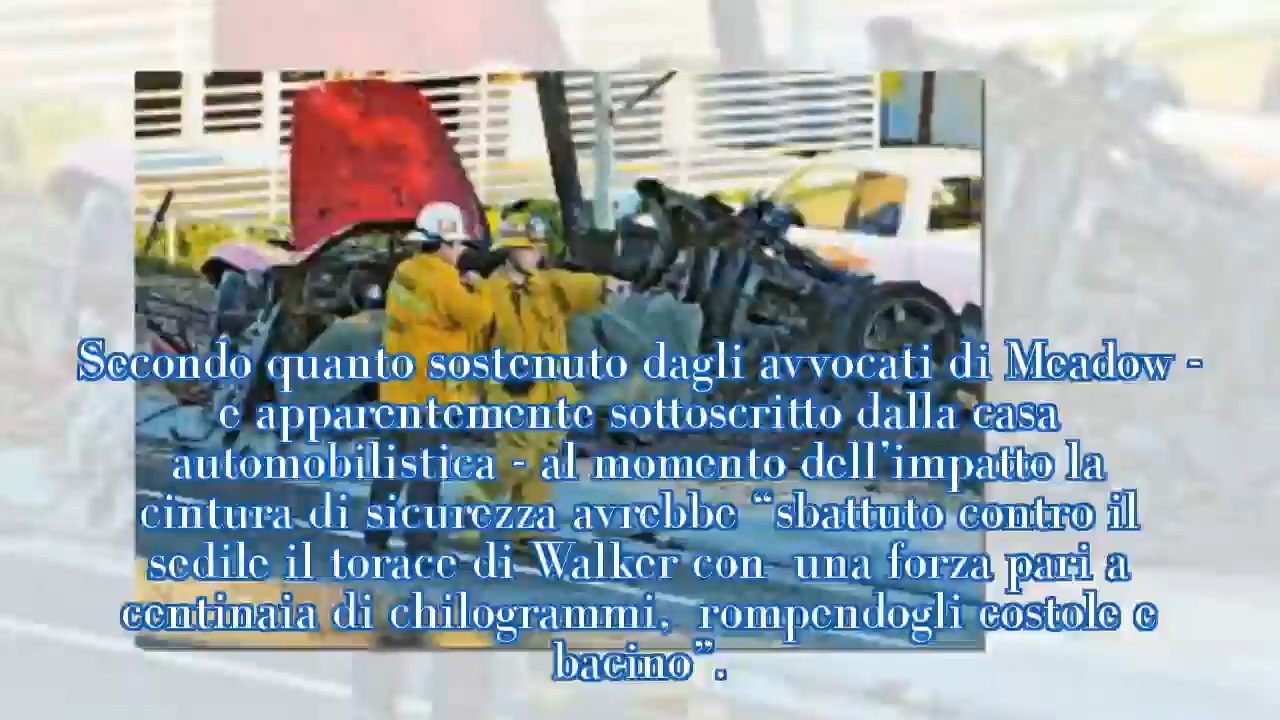 Secondo quanto sostenuto dagli avvocati di Meadow -
e apparentemente sottoscritto dalla casa
automobilistica - al momento dell'impatto la
cintura di sicurezza avrebbe “sbattuto contro il
sedile il torace di Walker con una forza pari a
centinaia di chilogrammi, rompendogli costole e
bacino”.